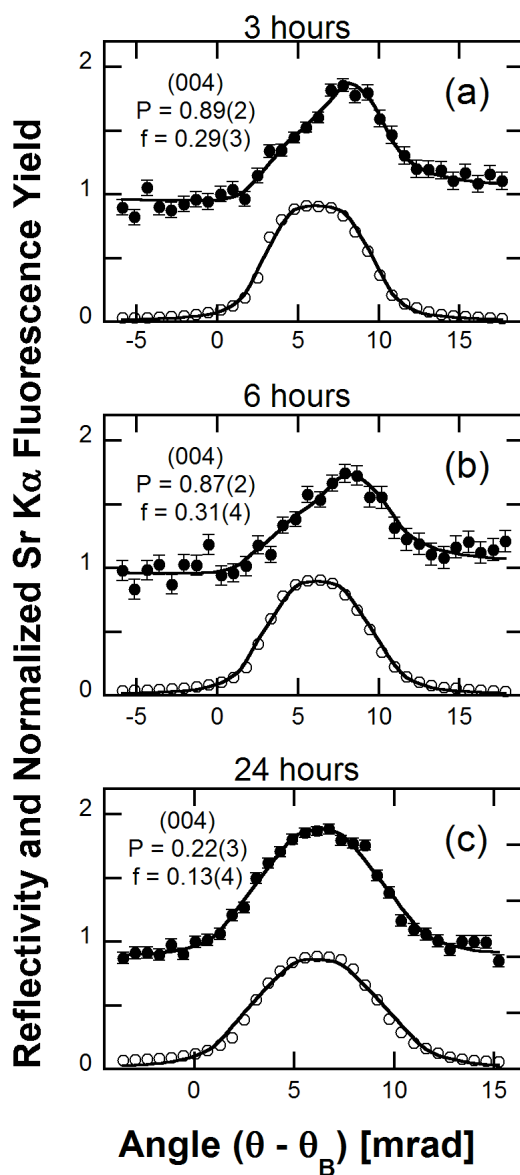 Reflectivity and Normalized Sr Kα Fluorescence Yield
3 hours
2
1
0
(004)
P = 0.89(2)
f = 0.29(3)
(a)
-5 0 5 10 15
6 hours
2
1
0
(004)
P = 0.87(2)
f = 0.31(4)
(b)
-5 0 5 10 15
24 hours
2
1
0
(004)
P = 0.22(3)
f = 0.13(4)
(c)
0 5 10 15
Angle (θ - θB) [mrad]